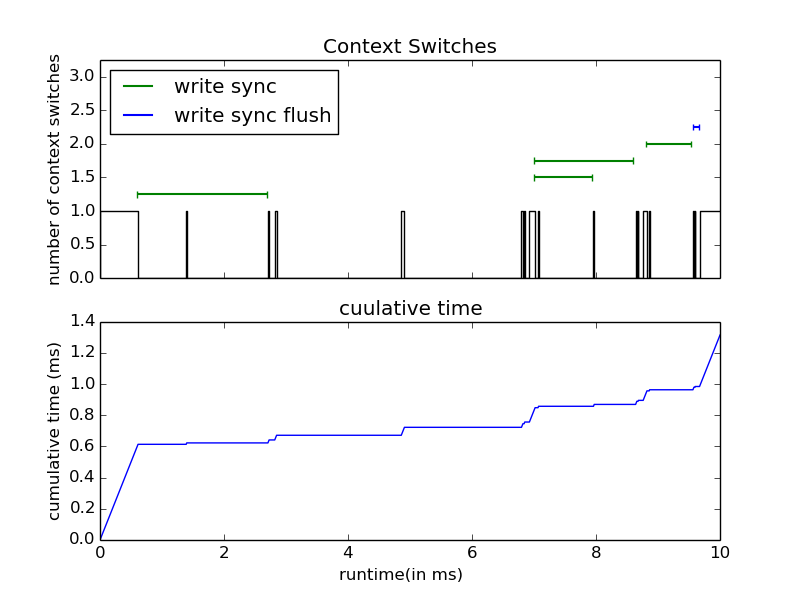 Context Switches
number of context switches
3.0
2.5
2.0
1.5
1.0
0.5
0.0
write sync
write sync flush
cuulative time
cumulative time (ms)
1.4
1.2
1.0
0.8
0.6
0.4
0.2
0.0
0 2 4 6 8 10
runtime(in ms)